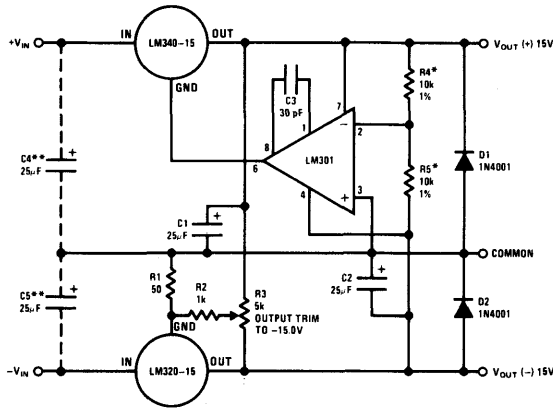 +VIN
IN
LM340-15
OUT
VOUT (+) 15V
GND
C3
30 pF
R4*
10k
1%
7
8
1
2
6
LM301
−
+
4
3
R5*
10k
1%
D1
1N4001
C4**
25μF
+
C1
25μF
+
COMMON
R1
50
R2
1k
R3
5k
OUTPUT TRIM
TO −15.0V
C2
25μF
+
D2
1N4001
C5**
25μF
+
GND
−VIN
IN
LM320-15
OUT
VOUT (−) 15V